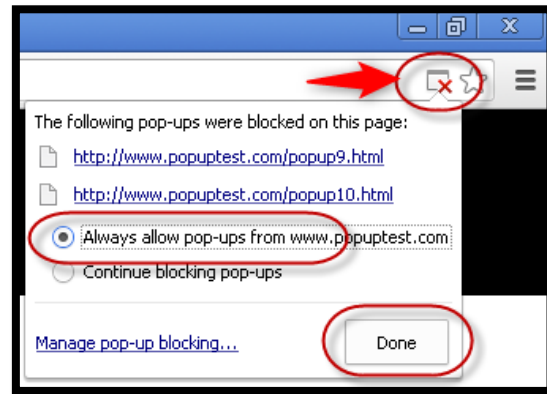 The following pop-ups were blocked on this page:
http://www.popuptest.com/popup9.html
http://www.popuptest.com/popup10.html
Always allow pop-ups from www.popuptest.com
Continue blocking pop-ups
Manage pop-up blocking...
Done